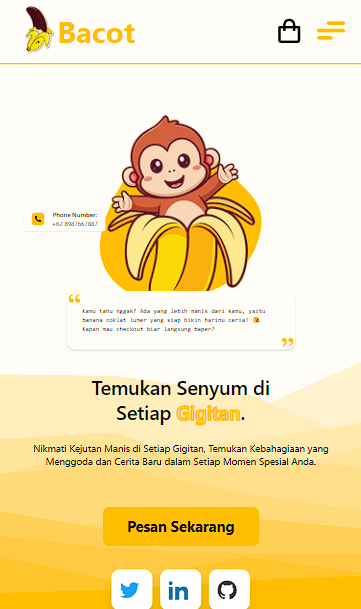 Bacot
Phone Number:
+62 8987667887
“
Kamu tahu nggak? Ada yang lebih manis dari kamu, yaitu
banana coklat lumer yang siap bikin harimu ceria! 🍌
Kapan mau checkout biar langsung baper?
”
Temukan Senyum di
Setiap Gigitan.
Nikmati Kejutan Manis di Setiap Gigitan, Temukan Kebahagiaan yang
Menggoda dan Cerita Baru dalam Setiap Momen Spesial Anda.
Pesan Sekarang
in